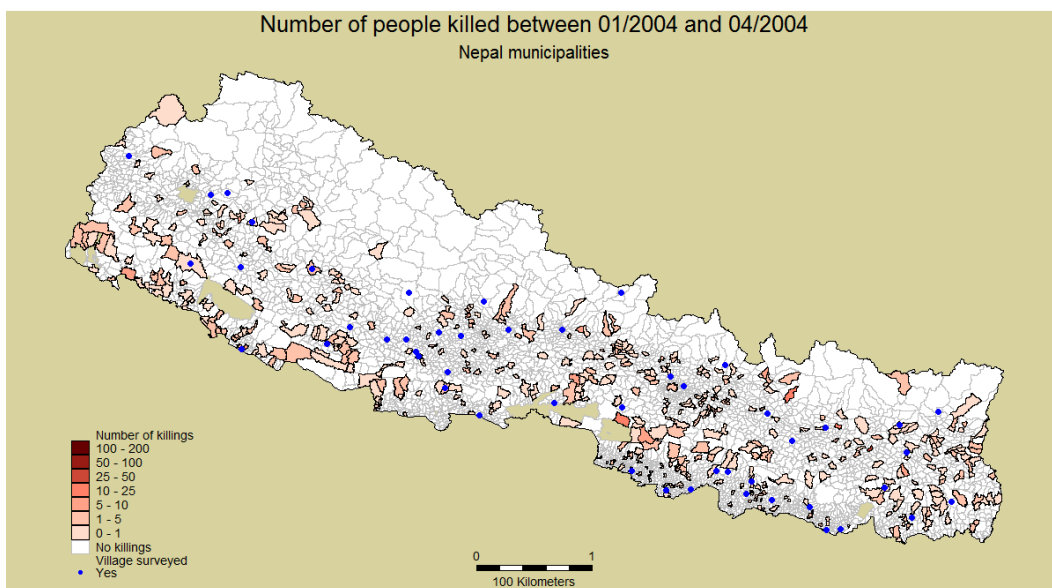 Number of people killed between 01/2004 and 04/2004
Nepal municipalities
Number of killings
100 - 200
50 - 100
25 - 50
10 - 25
5 - 10
1 - 5
0 - 1
No killings
Village surveyed
Yes
0 1
100 Kilometers